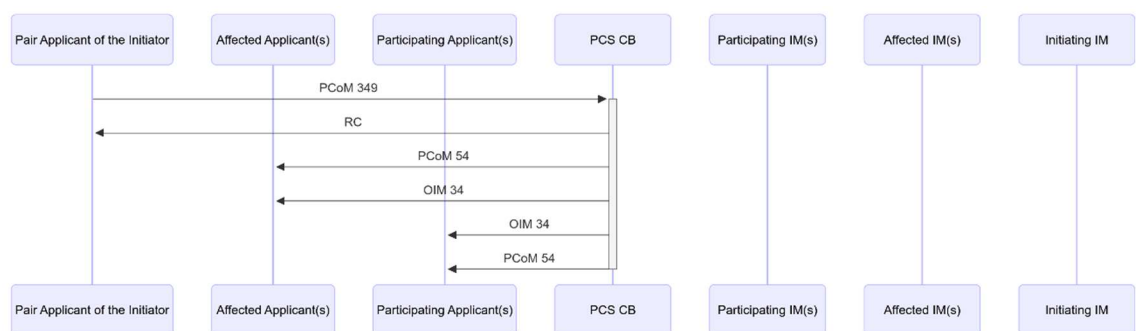 Pair Applicant of the Initiator
Affected Applicant(s)
Participating Applicant(s)
PCS CB
Participating IM(s)
Affected IM(s)
Initiating IM
PCoM 349
RC
PCoM 54
OIM 34
OIM 34
PCoM 54
Pair Applicant of the Initiator
Affected Applicant(s)
Participating Applicant(s)
PCS CB
Participating IM(s)
Affected IM(s)
Initiating IM